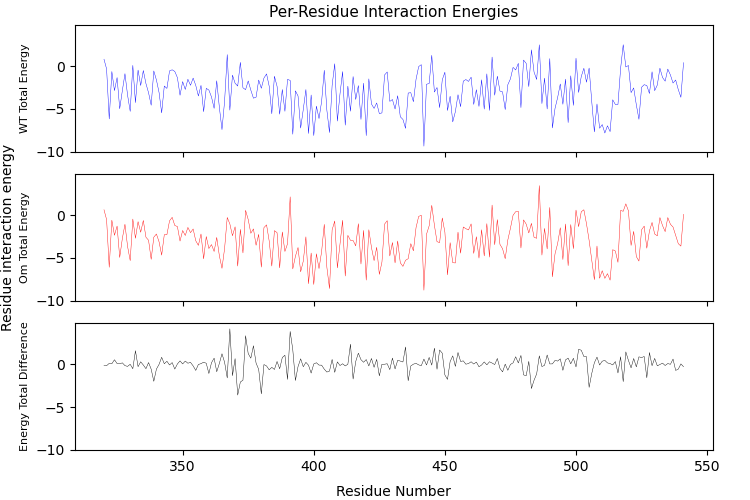 Per-Residue Interaction Energies
Residue interaction energy
WT Total Energy
0
−5
−10
Om Total Energy
0
−5
−10
Energy Total Difference
0
−5
−10
350
400
450
500
550
Residue Number